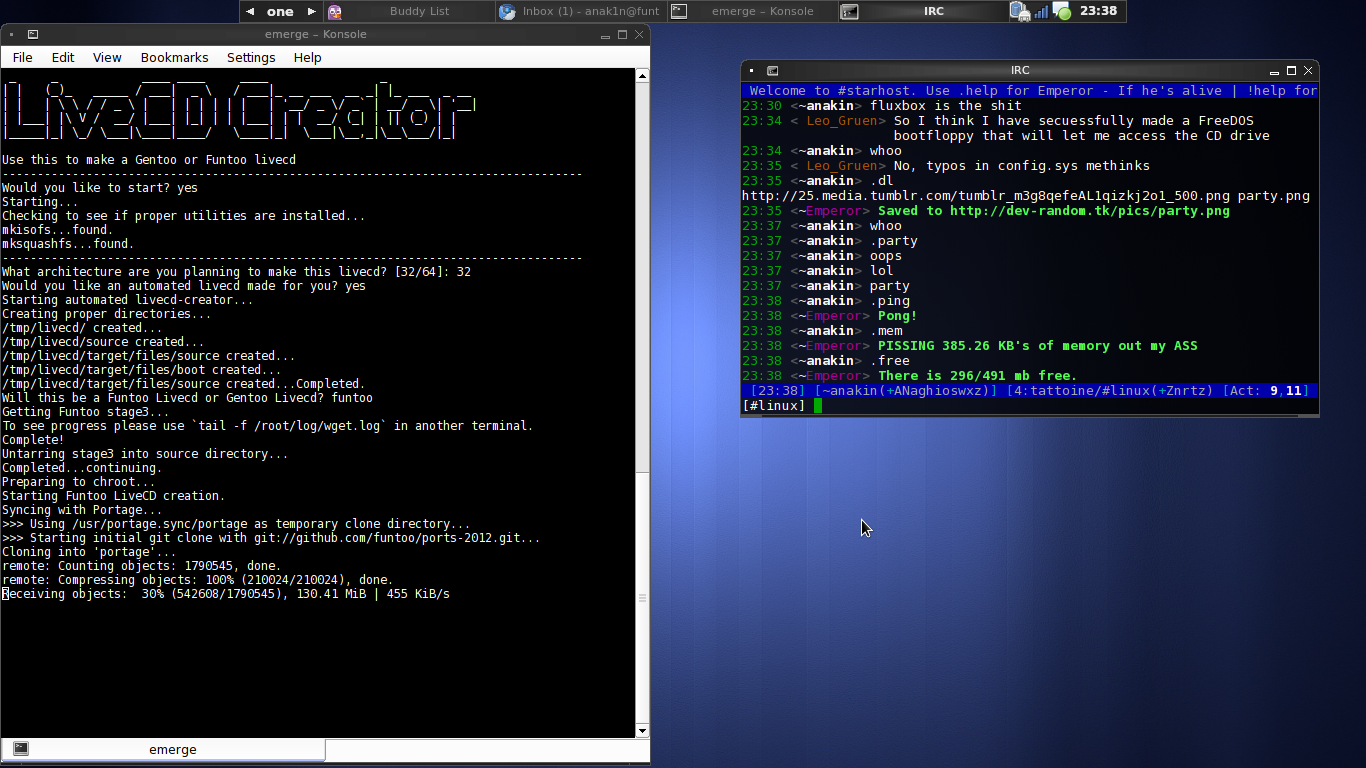 one
Buddy List
Inbox (1) - anak1n@funt
emerge – Konsole
IRC
23:38
emerge – Konsole
File Edit View Bookmarks Settings Help
LiveCD Creator
Use this to make a Gentoo or Funtoo livecd
-----------------------------------------------------------------------------------
Would you like to start? yes
Starting...
Checking to see if proper utilities are installed...
mkisofs...found.
mksquashfs...found.
-----------------------------------------------------------------------------------
What architecture are you planning to make this livecd? [32/64]: 32
Would you like an automated livecd made for you? yes
Starting automated livecd-creator...
Creating proper directories...
/tmp/livecd/ created...
/tmp/livecd/source created...
/tmp/livecd/target/files/source created...
/tmp/livecd/target/files/boot created...
/tmp/livecd/target/files/source created...Completed.
Will this be a Funtoo Livecd or Gentoo Livecd? funtoo
Getting Funtoo stage3...
To see progress please use `tail -f /root/log/wget.log` in another terminal.
Complete!
Untarring stage3 into source directory...
Completed...continuing.
Preparing to chroot...
Starting Funtoo LiveCD creation.
Syncing with Portage...
>>> Using /usr/portage.sync/portage as temporary clone directory...
>>> Starting initial git clone with git://github.com/funtoo/ports-2012.git...
Cloning into 'portage'...
remote: Counting objects: 1790545, done.
remote: Compressing objects: 100% (210024/210024), done.
Receiving objects:  30% (542608/1790545), 130.41 MiB | 455 KiB/s
emerge
IRC
Welcome to #starhost. Use .help for Emperor - If he's alive | !help for
23:30 <~anakin> fluxbox is the shit
23:34 < Leo_Gruen> So I think I have secuessfully made a FreeDOS
bootfloppy that will let me access the CD drive
23:34 <~anakin> whoo
23:35 < Leo_Gruen> No, typos in config.sys methinks
23:35 <~anakin> .dl
http://25.media.tumblr.com/tumblr_m3g8qefeAL1qizkj2o1_500.png party.png
23:35 <~Emperor> Saved to http://dev-random.tk/pics/party.png
23:37 <~anakin> whoo
23:37 <~anakin> .party
23:37 <~anakin> oops
23:37 <~anakin> lol
23:37 <~anakin> party
23:38 <~anakin> .ping
23:38 <~Emperor> Pong!
23:38 <~anakin> .mem
23:38 <~Emperor> PISSING 385.26 KB's of memory out my ASS
23:38 <~anakin> .free
23:38 <~Emperor> There is 296/491 mb free.
[23:38] [~anakin(+ANaghioswxz)] [4:tattoine/#linux(+Znrtz) [Act: 9,11]
[#linux]